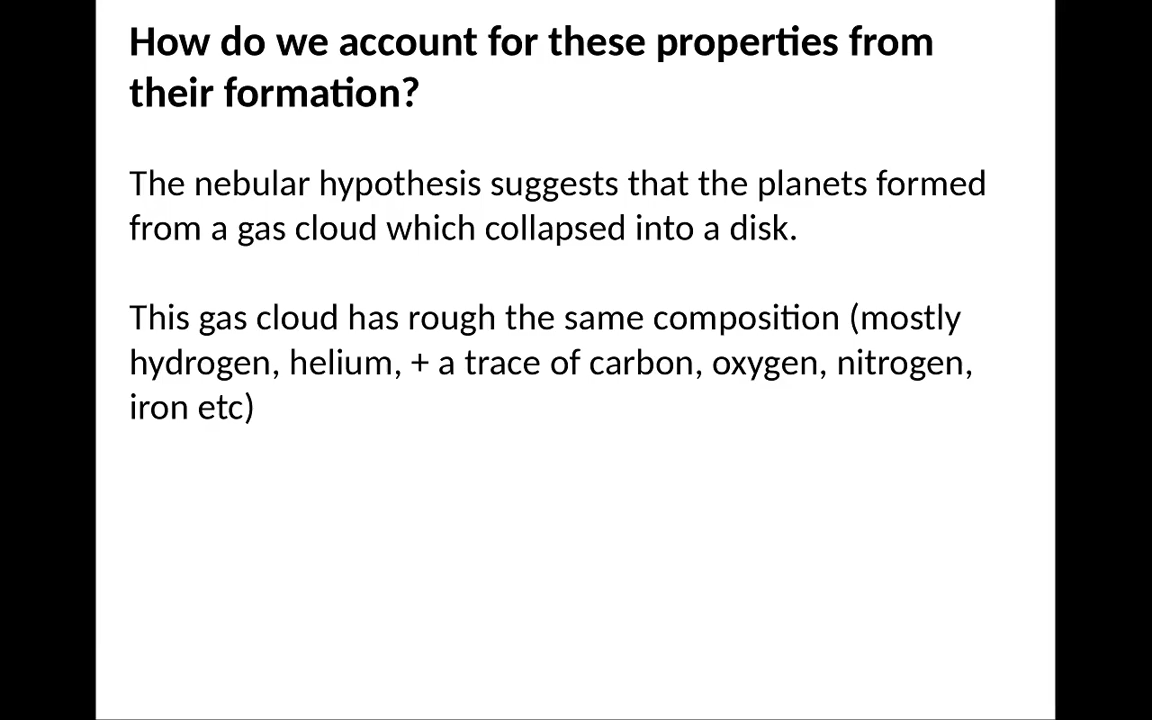 How do we account for these properties from
their formation?
The nebular hypothesis suggests that the planets formed
from a gas cloud which collapsed into a disk.
This gas cloud has rough the same composition (mostly
hydrogen, helium, + a trace of carbon, oxygen, nitrogen,
iron etc)